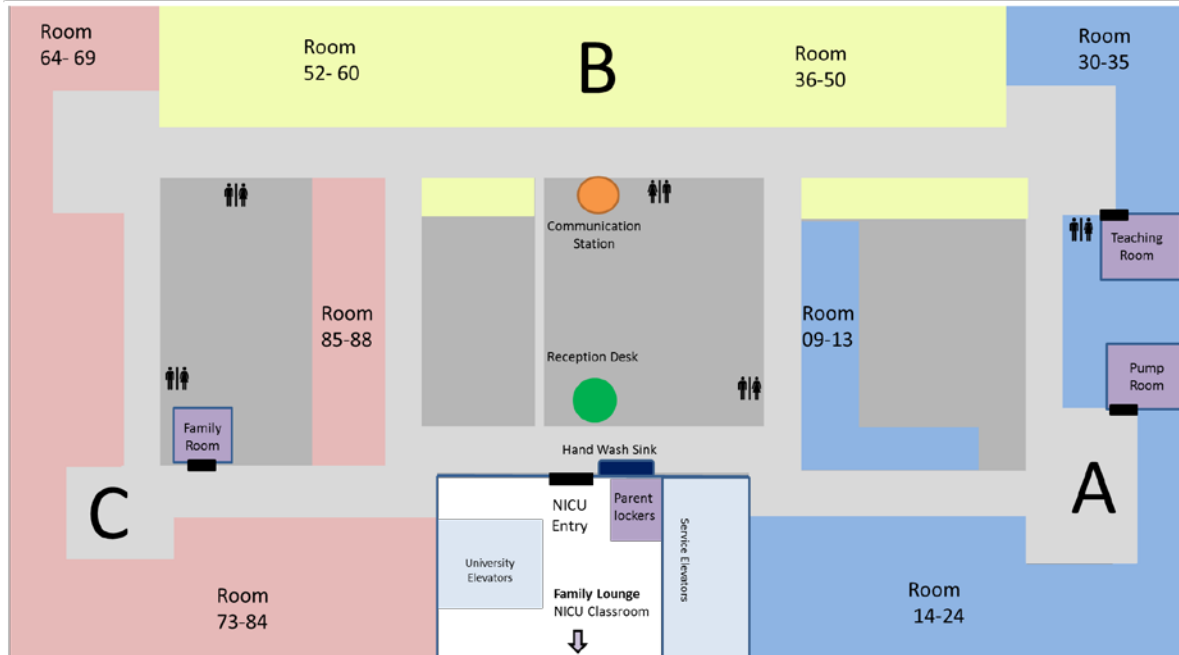 Room
64- 69
Room
52- 60
B
Room
36-50
Room
30-35
Communication
Station
Teaching
Room
Room
85-88
Room
09-13
Reception Desk
Pump
Room
Family
Room
Hand Wash Sink
C
NICU
Entry
Parent
lockers
A
Service Elevators
University
Elevators
Family Lounge
NICU Classroom
Room
73-84
Room
14-24